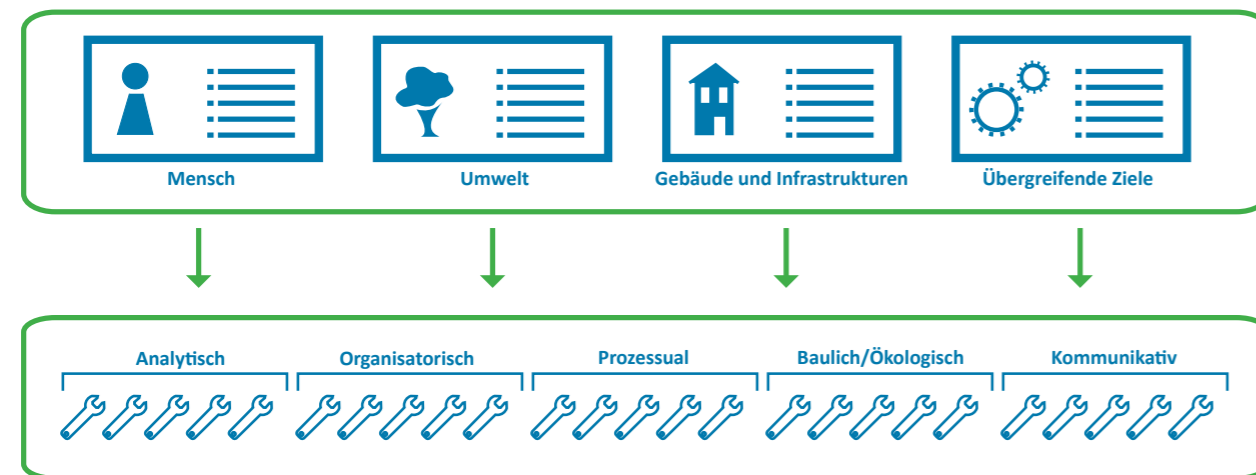 Mensch
Umwelt
Gebäude und Infrastrukturen
Übergreifende Ziele
Analytisch
Organisatorisch
Prozessual
Baulich/Ökologisch
Kommunikativ